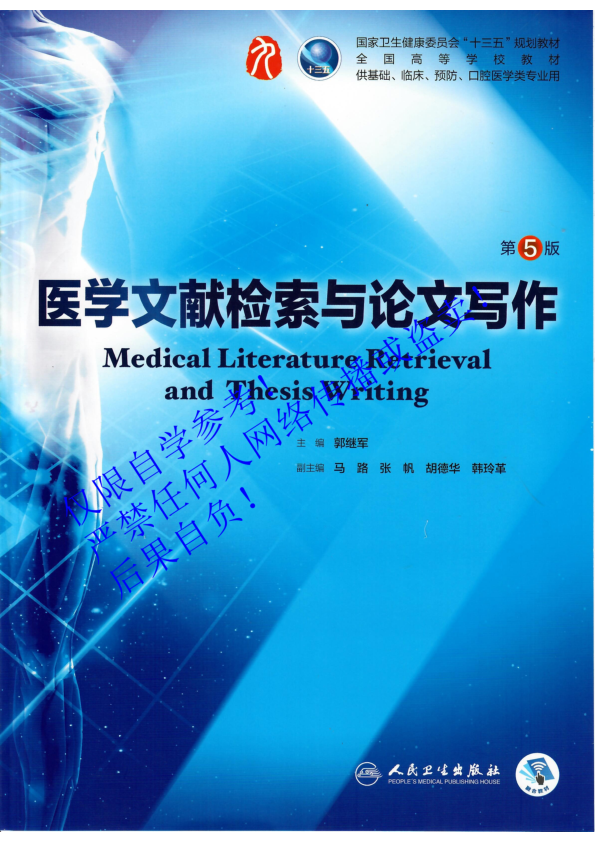 国家卫生健康委员会“十三五”规划教材
全国高等学校教材
供基础、临床、预防、口腔医学类专业用
十三五
第5版
医学文献检索与论文写作
Medical Literature Retrieval
and Thesis Writing
主编 郭继军
副主编 马路 张帆 胡德华 韩玲革
仅限自学参考！
严禁任何人网络传播或盗卖！
后果自负！
人民卫生出版社
PEOPLE'S MEDICAL PUBLISHING HOUSE
融合教材